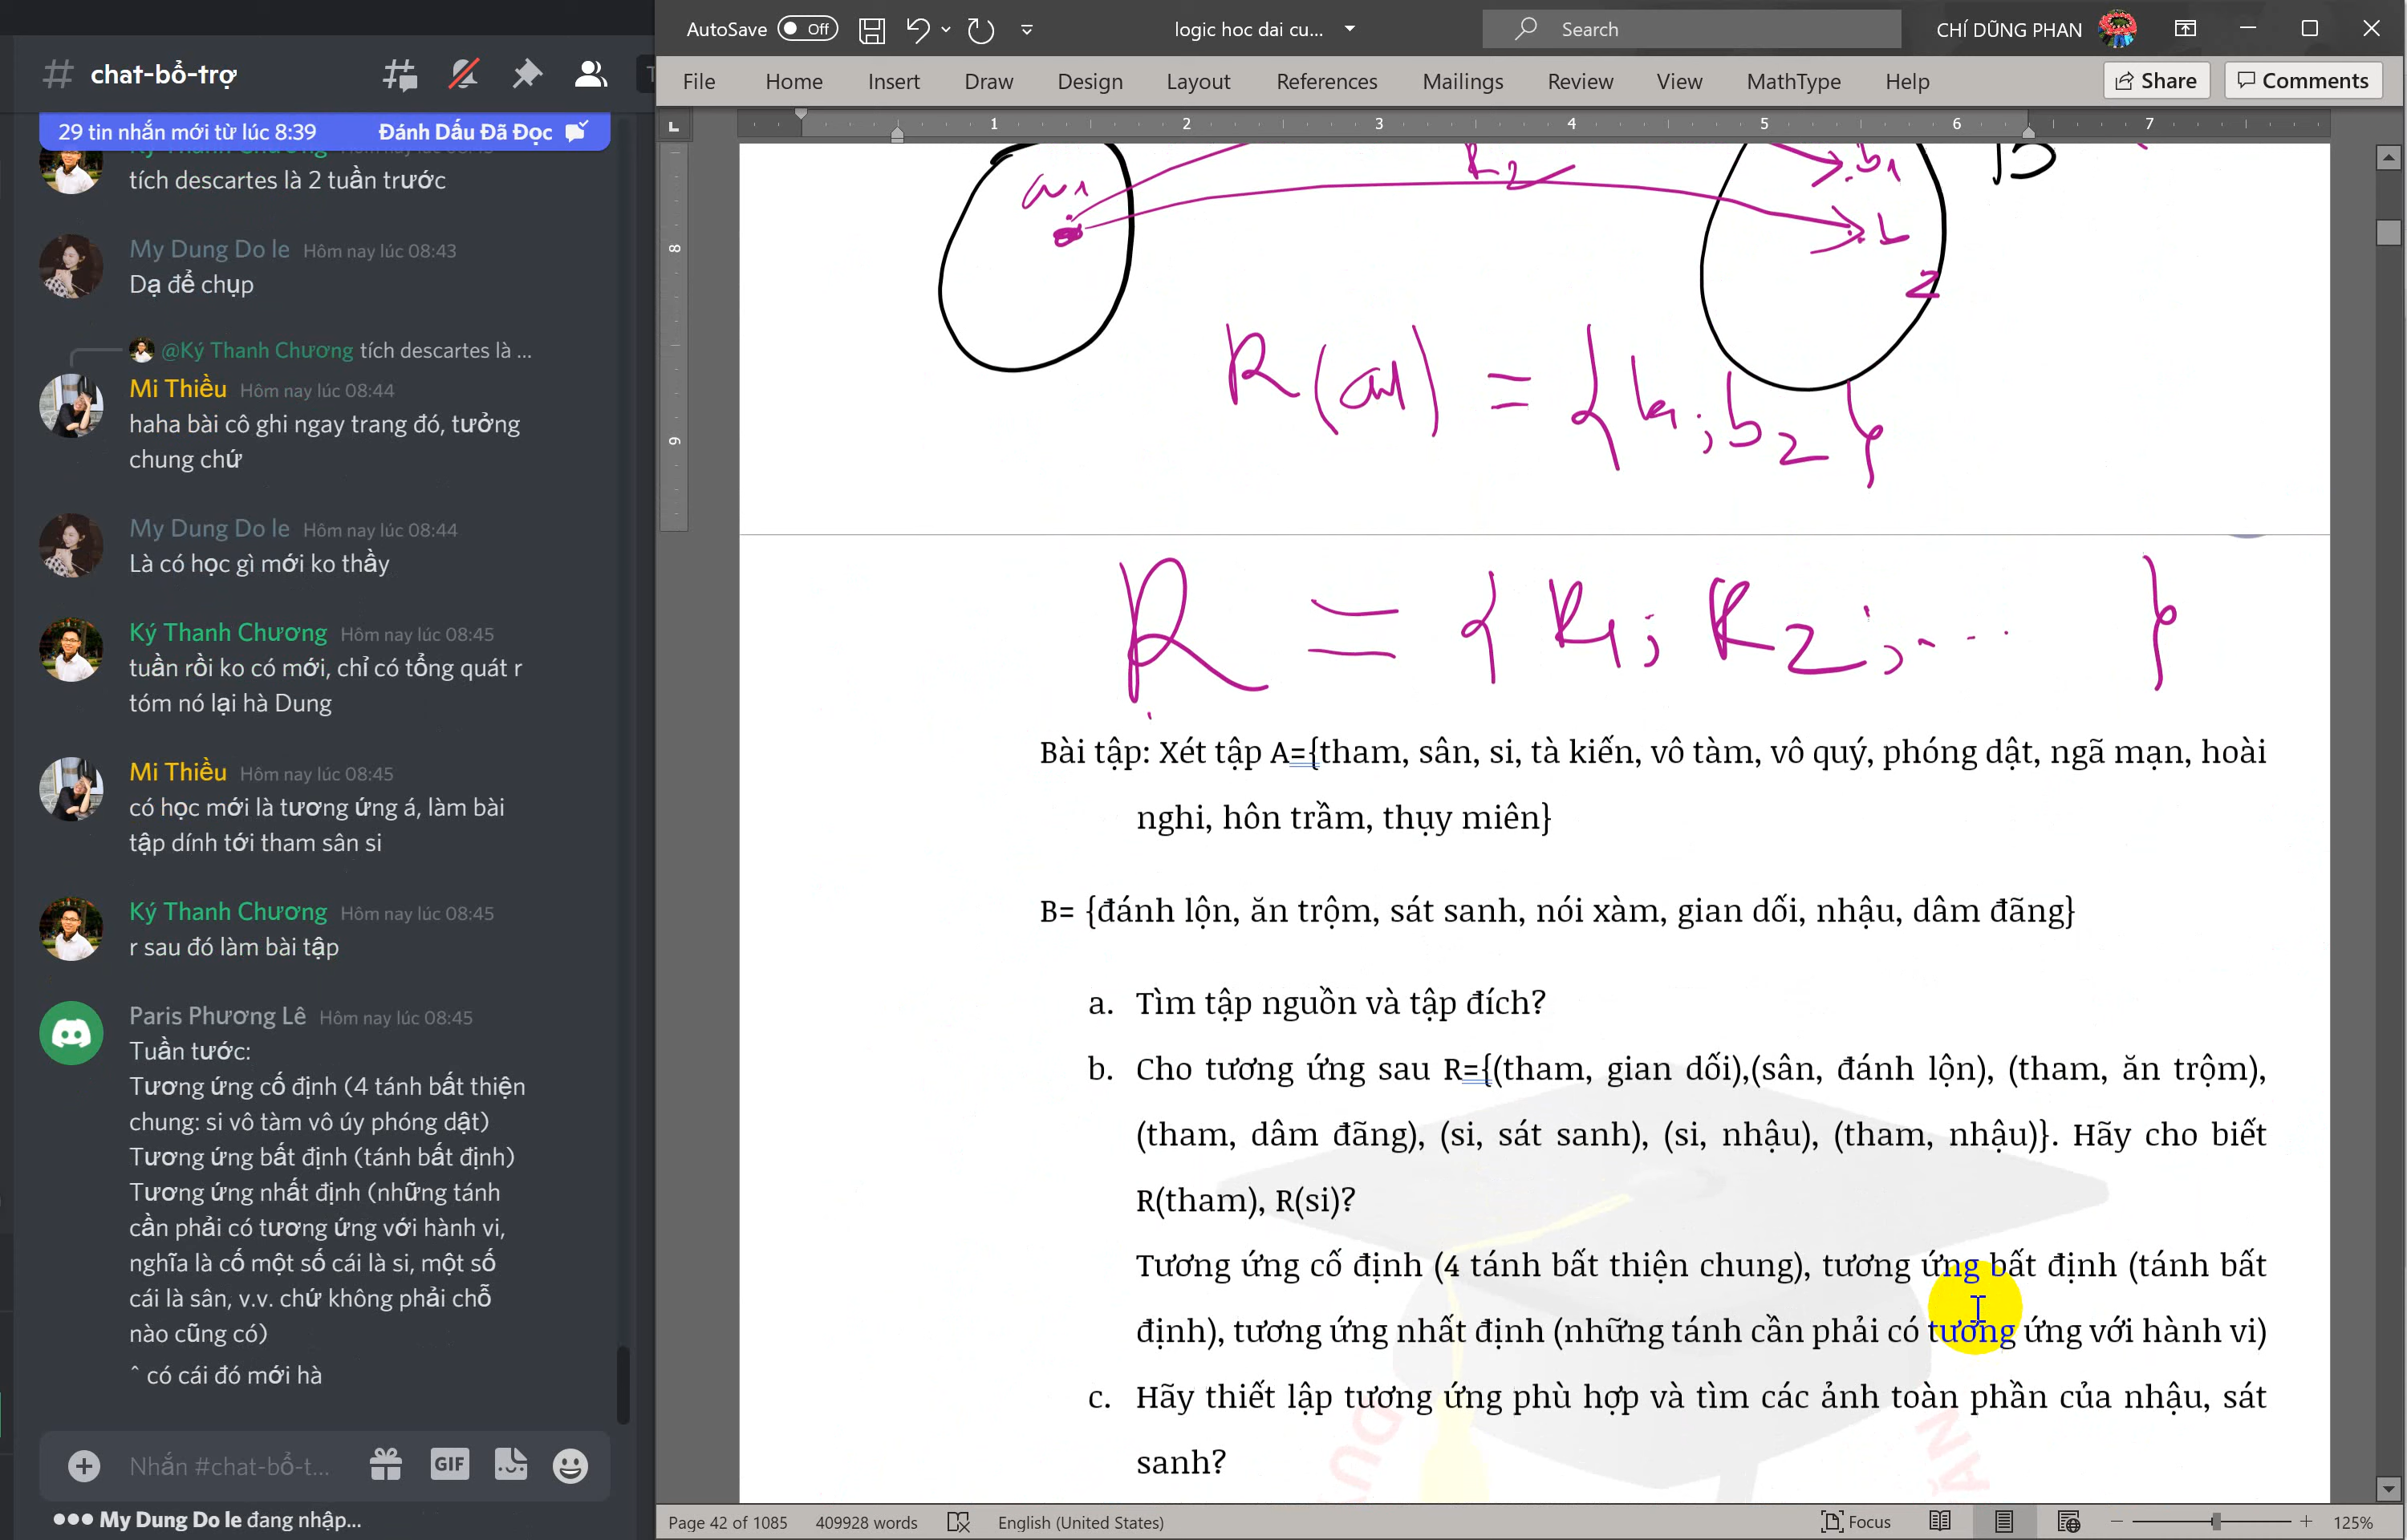 # chat-bổ-trợ
29 tin nhắn mới từ lúc 8:39 Đánh Dấu Đã Đọc
tích descartes là 2 tuần trước
My Dung Do le Hôm nay lúc 08:43
Dạ để chụp
@Ký Thanh Chương tích descartes là ...
Mi Thiều Hôm nay lúc 08:44
haha bài cô ghi ngay trang đó, tưởng
chung chứ
My Dung Do le Hôm nay lúc 08:44
Là có học gì mới ko thầy
Ký Thanh Chương Hôm nay lúc 08:45
tuần rồi ko có mới, chỉ có tổng quát r
tóm nó lại hà Dung
Mi Thiều Hôm nay lúc 08:45
có học mới là tương ứng á, làm bài
tập dính tới tham sân si
Ký Thanh Chương Hôm nay lúc 08:45
r sau đó làm bài tập
Paris Phương Lê Hôm nay lúc 08:45
Tuần tước:
Tương ứng cố định (4 tánh bất thiện
chung: si vô tàm vô úy phóng dật)
Tương ứng bất định (tánh bất định)
Tương ứng nhất định (những tánh
cần phải có tương ứng với hành vi,
nghĩa là cố một số cái là si, một số
cái là sân, v.v. chứ không phải chỗ
nào cũng có)
^ có cái đó mới hà
Nhắn #chat-bổ-t...
GIF
My Dung Do le đang nhập...
AutoSave Off logic hoc dai cu... Search CHÍ DŨNG PHAN
File Home Insert Draw Design Layout References Mailings Review View MathType Help Share Comments
1 2 3 4 5 6 7
8
9
a1 R2 b1 B
b
2
R(a1) = {b1; b2}
R = {R1; R2; ... }
Bài tập: Xét tập A={tham, sân, si, tà kiến, vô tàm, vô quý, phóng dật, ngã mạn, hoài
nghi, hôn trầm, thụy miên}
B= {đánh lộn, ăn trộm, sát sanh, nói xàm, gian dối, nhậu, dâm đãng}
a. Tìm tập nguồn và tập đích?
b. Cho tương ứng sau R={(tham, gian dối),(sân, đánh lộn), (tham, ăn trộm),
(tham, dâm đãng), (si, sát sanh), (si, nhậu), (tham, nhậu)}. Hãy cho biết
R(tham), R(si)?
Tương ứng cố định (4 tánh bất thiện chung), tương ứng bất định (tánh bất
định), tương ứng nhất định (những tánh cần phải có tương ứng với hành vi)
c. Hãy thiết lập tương ứng phù hợp và tìm các ảnh toàn phần của nhậu, sát
sanh?
Page 42 of 1085 409928 words English (United States) Focus 125%